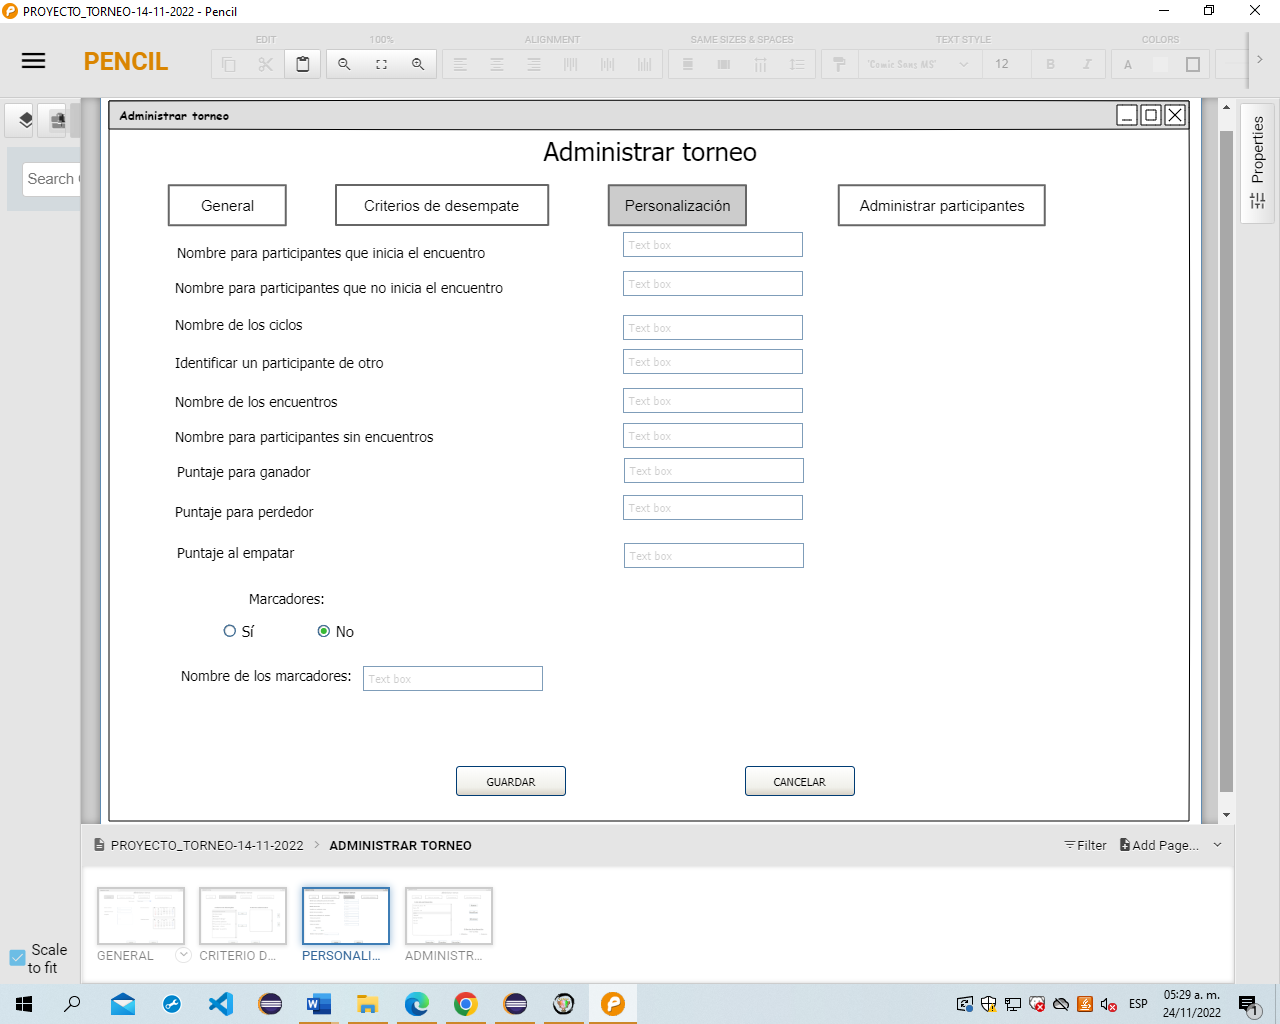 PROYECTO_TORNEO-14-11-2022 - Pencil
PENCIL
EDIT
100%
ALIGNMENT
SAME SIZES & SPACES
TEXT STYLE
COLORS
"Comic Sans MS"
12
B
I
A
Search
Properties
Administrar torneo
Administrar torneo
General
Criterios de desempate
Personalización
Administrar participantes
Nombre para participantes que inicia el encuentro
Text box
Nombre para participantes que no inicia el encuentro
Text box
Nombre de los ciclos
Text box
Identificar un participante de otro
Text box
Nombre de los encuentros
Text box
Nombre para participantes sin encuentros
Text box
Puntaje para ganador
Text box
Puntaje para perdedor
Text box
Puntaje al empatar
Text box
Marcadores:
Sí
No
Nombre de los marcadores:
Text box
GUARDAR
CANCELAR
PROYECTO_TORNEO-14-11-2022
ADMINISTRAR TORNEO
Filter
Add Page...
GENERAL
CRITERIO D...
PERSONALI...
ADMINISTR...
Scale
to fit
ESP
05:29 a. m.
24/11/2022
1